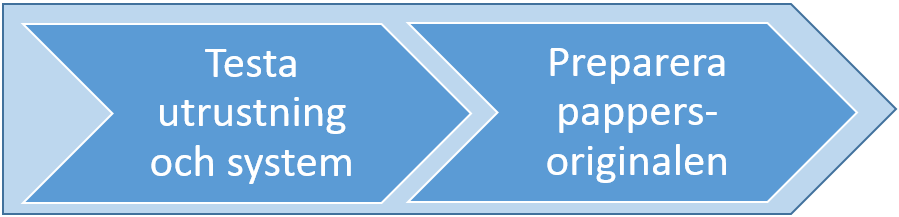 Testa
utrustning
och system
Preparera
pappers-
originalen